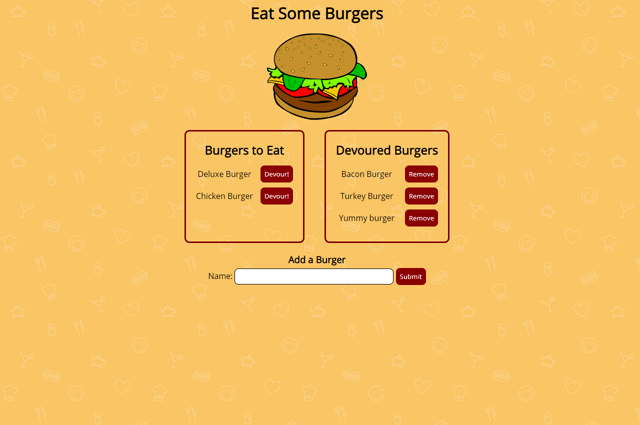 Eat Some Burgers
Burgers to Eat
Deluxe Burger Devour!
Chicken Burger Devour!
Devoured Burgers
Bacon Burger Remove
Turkey Burger Remove
Yummy burger Remove
Add a Burger
Name: Submit